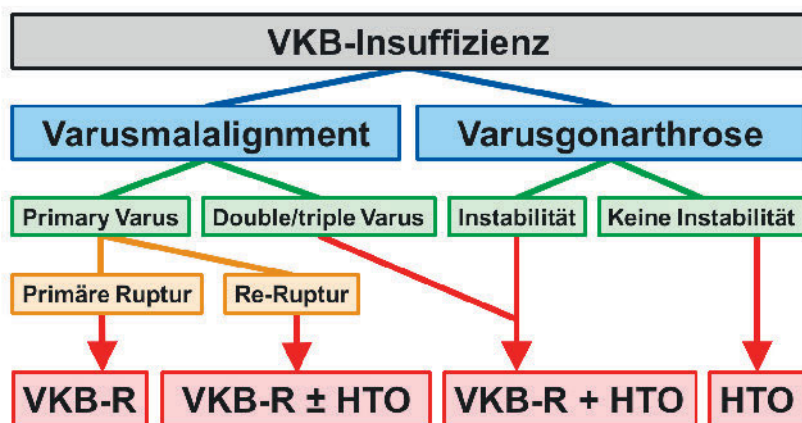 VKB-Insuffizienz
Varusmalalignment
Varusgonarthrose
Primary Varus
Double/triple Varus
Instabilität
Keine Instabilität
Primäre Ruptur
Re-Ruptur
VKB-R
VKB-R ± HTO
VKB-R + HTO
HTO